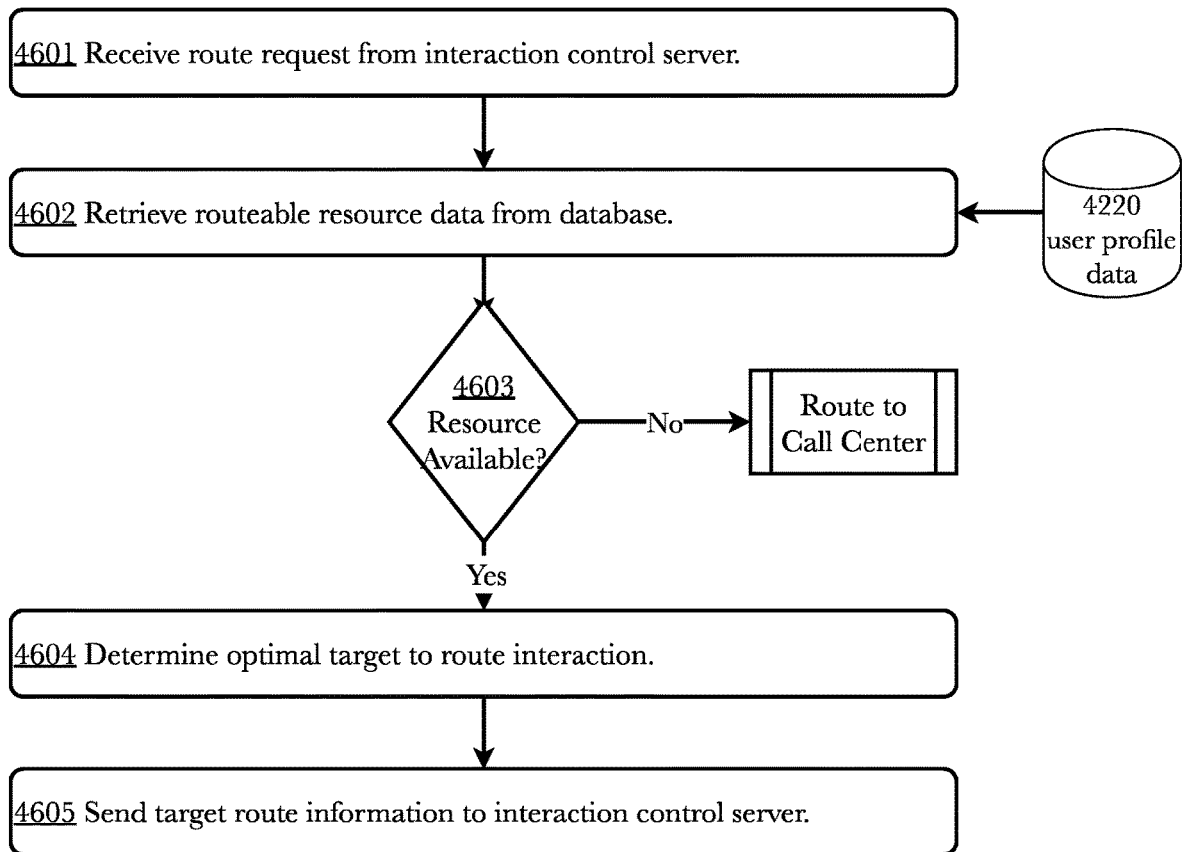 4601 Receive route request from interaction control server.
4602 Retrieve routeable resource data from database.
4220
user profile
data
4603
Resource
Available?
No
Route to
Call Center
Yes
4604 Determine optimal target to route interaction.
4605 Send target route information to interaction control server.